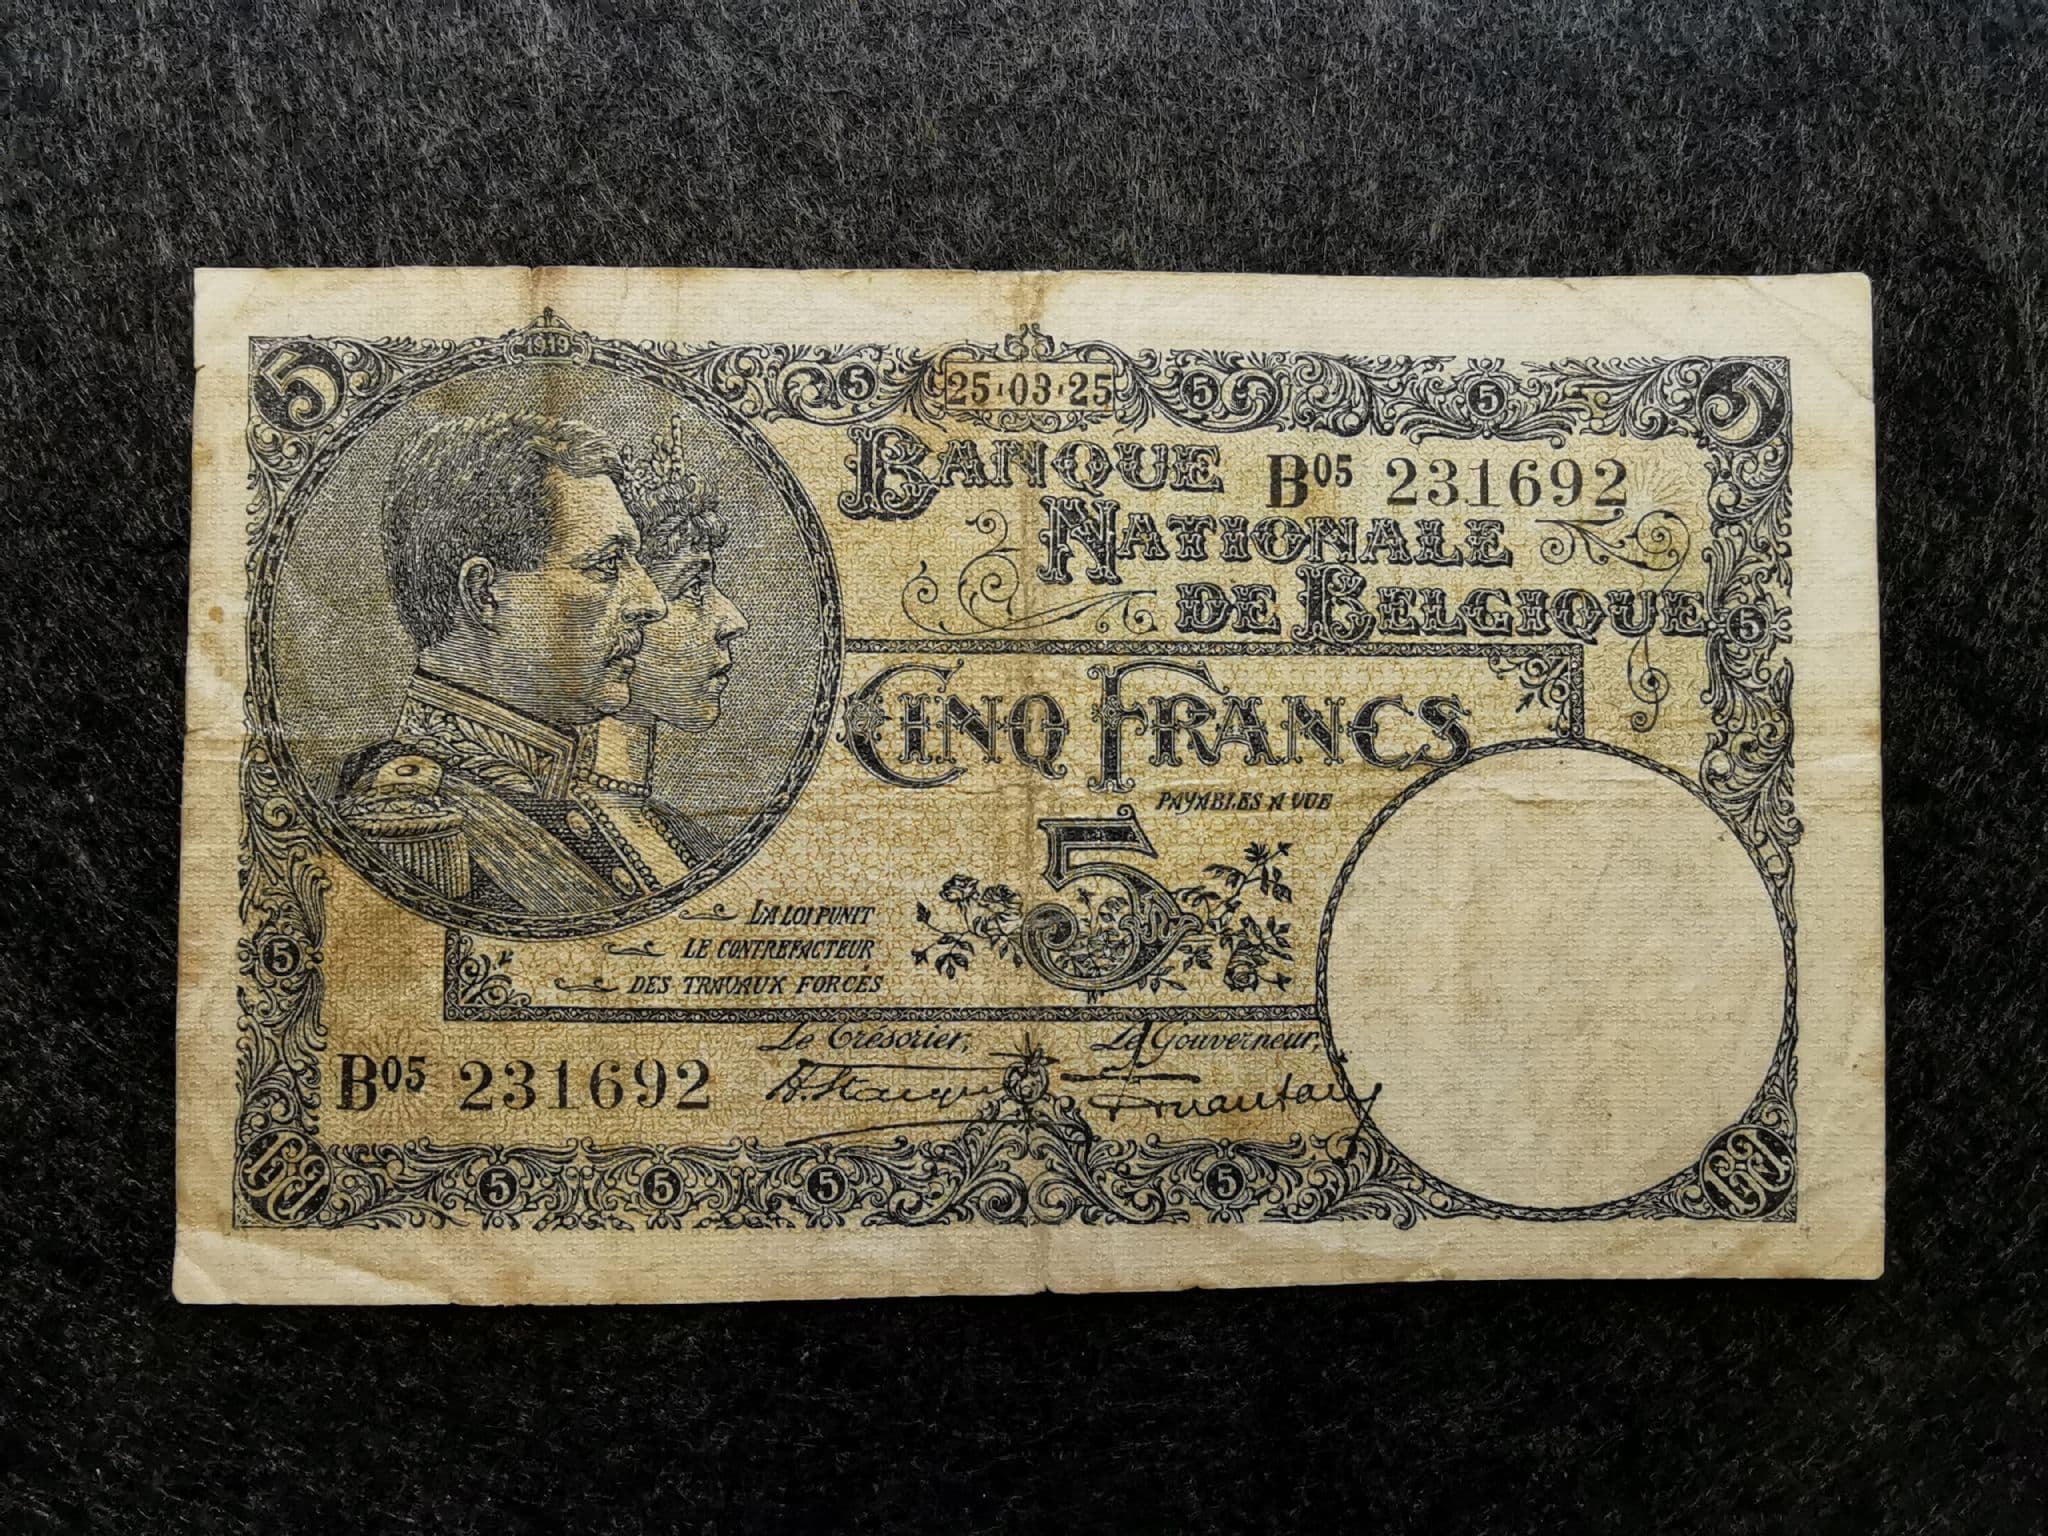 5
1919
5
25·03·25
5
5
5
BANQUE
B05 231692
NATIONALE
DE BELGIQUE
5
CINQ FRANCS
PAYABLES A VUE
5
LA LOI PUNIT
LE CONTREFACTEUR
DES TRAVAUX FORCÉS
5
Le Trésorier,
Le Gouverneur,
B05 231692
5
5
5
5